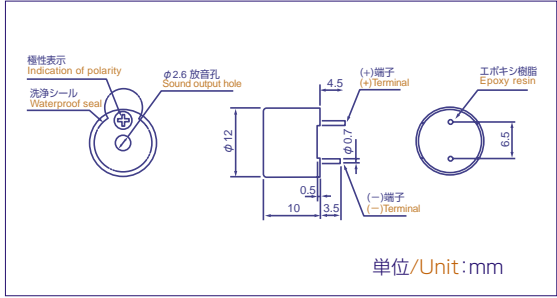 極性表示
Indication of polarity
洗浄シール
Waterproof seal
φ2.6 放音孔
Sound output hole
4.5
(+)端子
(+)Terminal
エポキシ樹脂
Epoxy resin
φ12
φ0.7
6.5
0.5
10
3.5
(−)端子
(−)Terminal
単位/Unit:mm